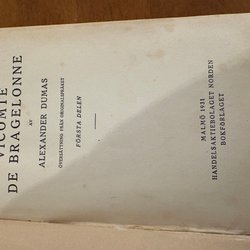 VICOMTE
DE BRAGELONNE
AV
ALEXANDER DUMAS
ÖVERSÄTTNING FRÅN ORIGINALSPRÅKET
FÖRSTA DELEN
MALMÖ 1931
HANDELSAKTIEBOLAGET NORDEN
BOKFÖRLAGET